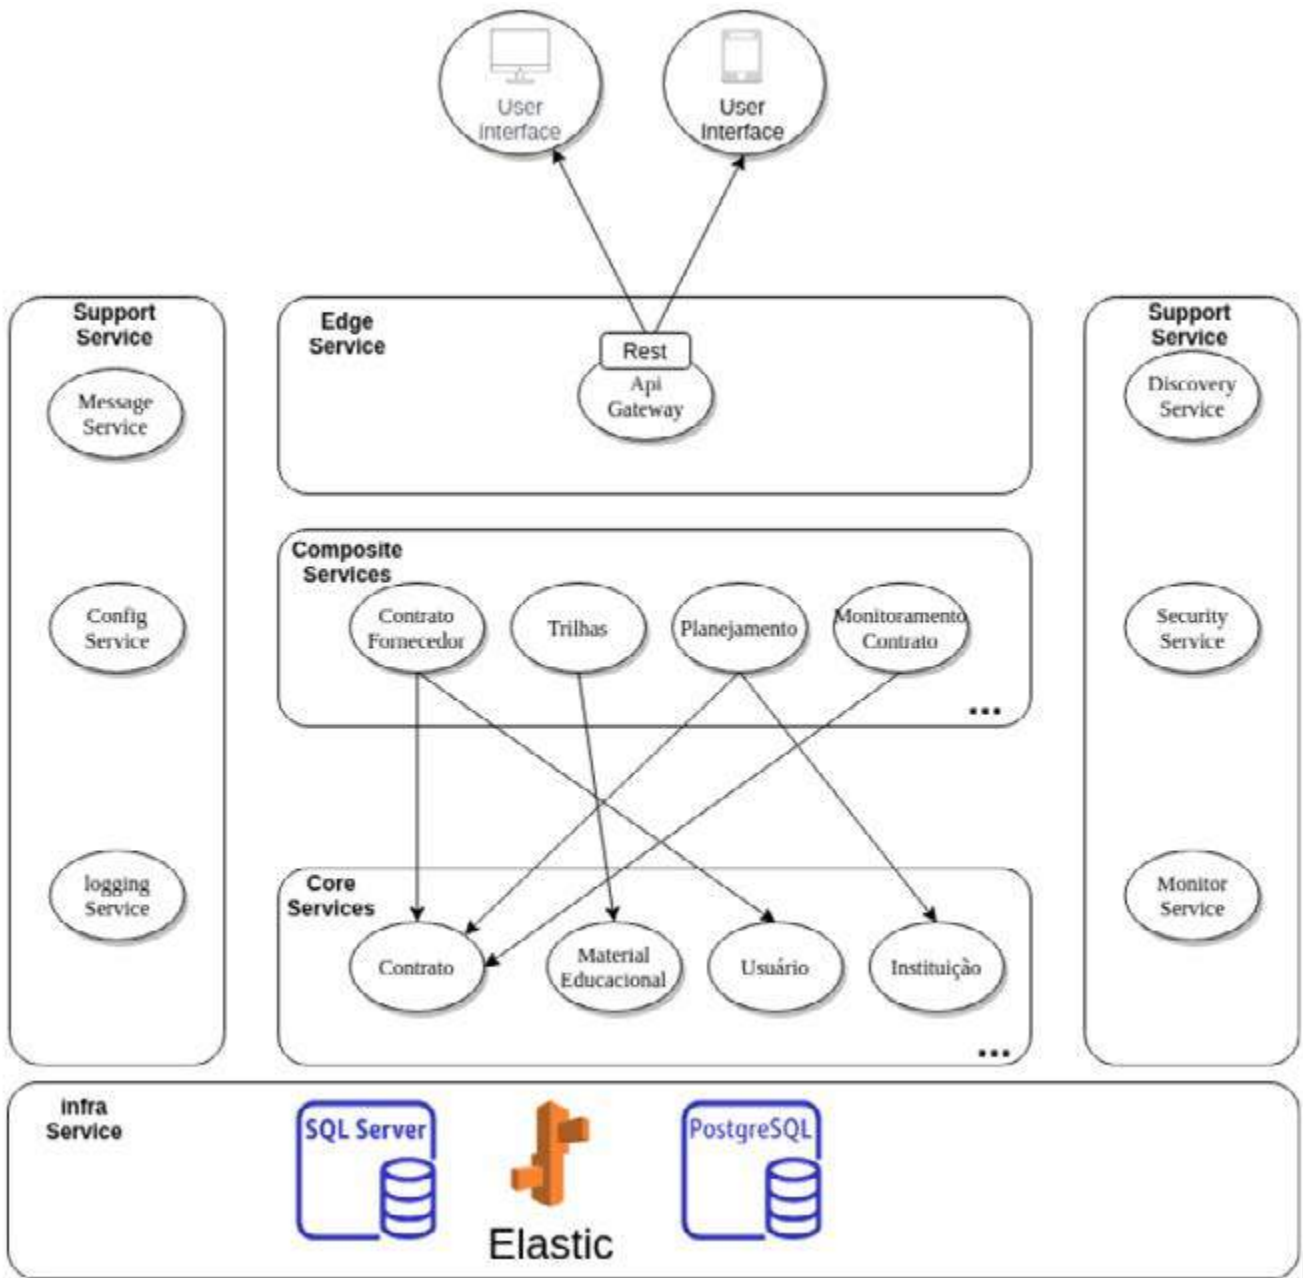 User
Interface
User
Interface
Support
Service
Message
Service
Config
Service
logging
Service
Edge
Service
Rest
Api
Gateway
Composite
Services
Contrato
Fornecedor
Trilhas
Planejamento
Monitoramento
Contrato
...
Core
Services
Contrato
Material
Educacional
Usuário
Instituição
...
Support
Service
Discovery
Service
Security
Service
Monitor
Service
infra
Service
SQL Server
Elastic
PostgreSQL